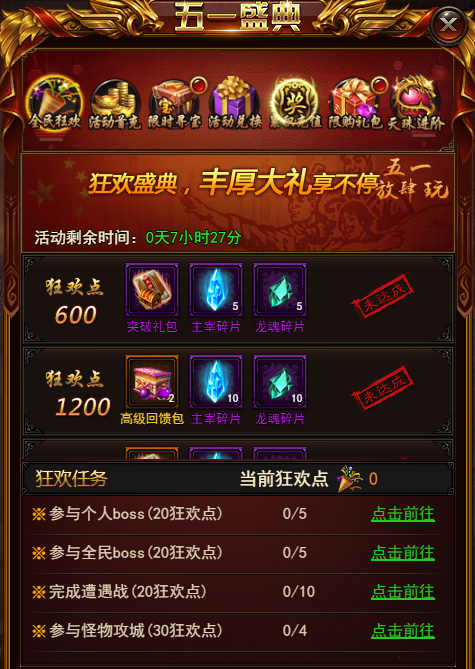 五一盛典
全民狂欢 活动首充 限时寻宝 活动兑换 累积充值 限购礼包 天珠进阶
狂欢盛典，丰厚大礼享不停
五一
放肆玩
活动剩余时间：0天7小时27分
狂欢点
600
5
5
突破礼包 主宰碎片 龙魂碎片
未达成
狂欢点
1200
2
10
10
高级回馈包 主宰碎片 龙魂碎片
未达成
狂欢任务
当前狂欢点 0
※参与个人boss(20狂欢点) 0/5 点击前往
※参与全民boss(20狂欢点) 0/5 点击前往
※完成遭遇战(20狂欢点) 0/10 点击前往
※参与怪物攻城(30狂欢点) 0/4 点击前往